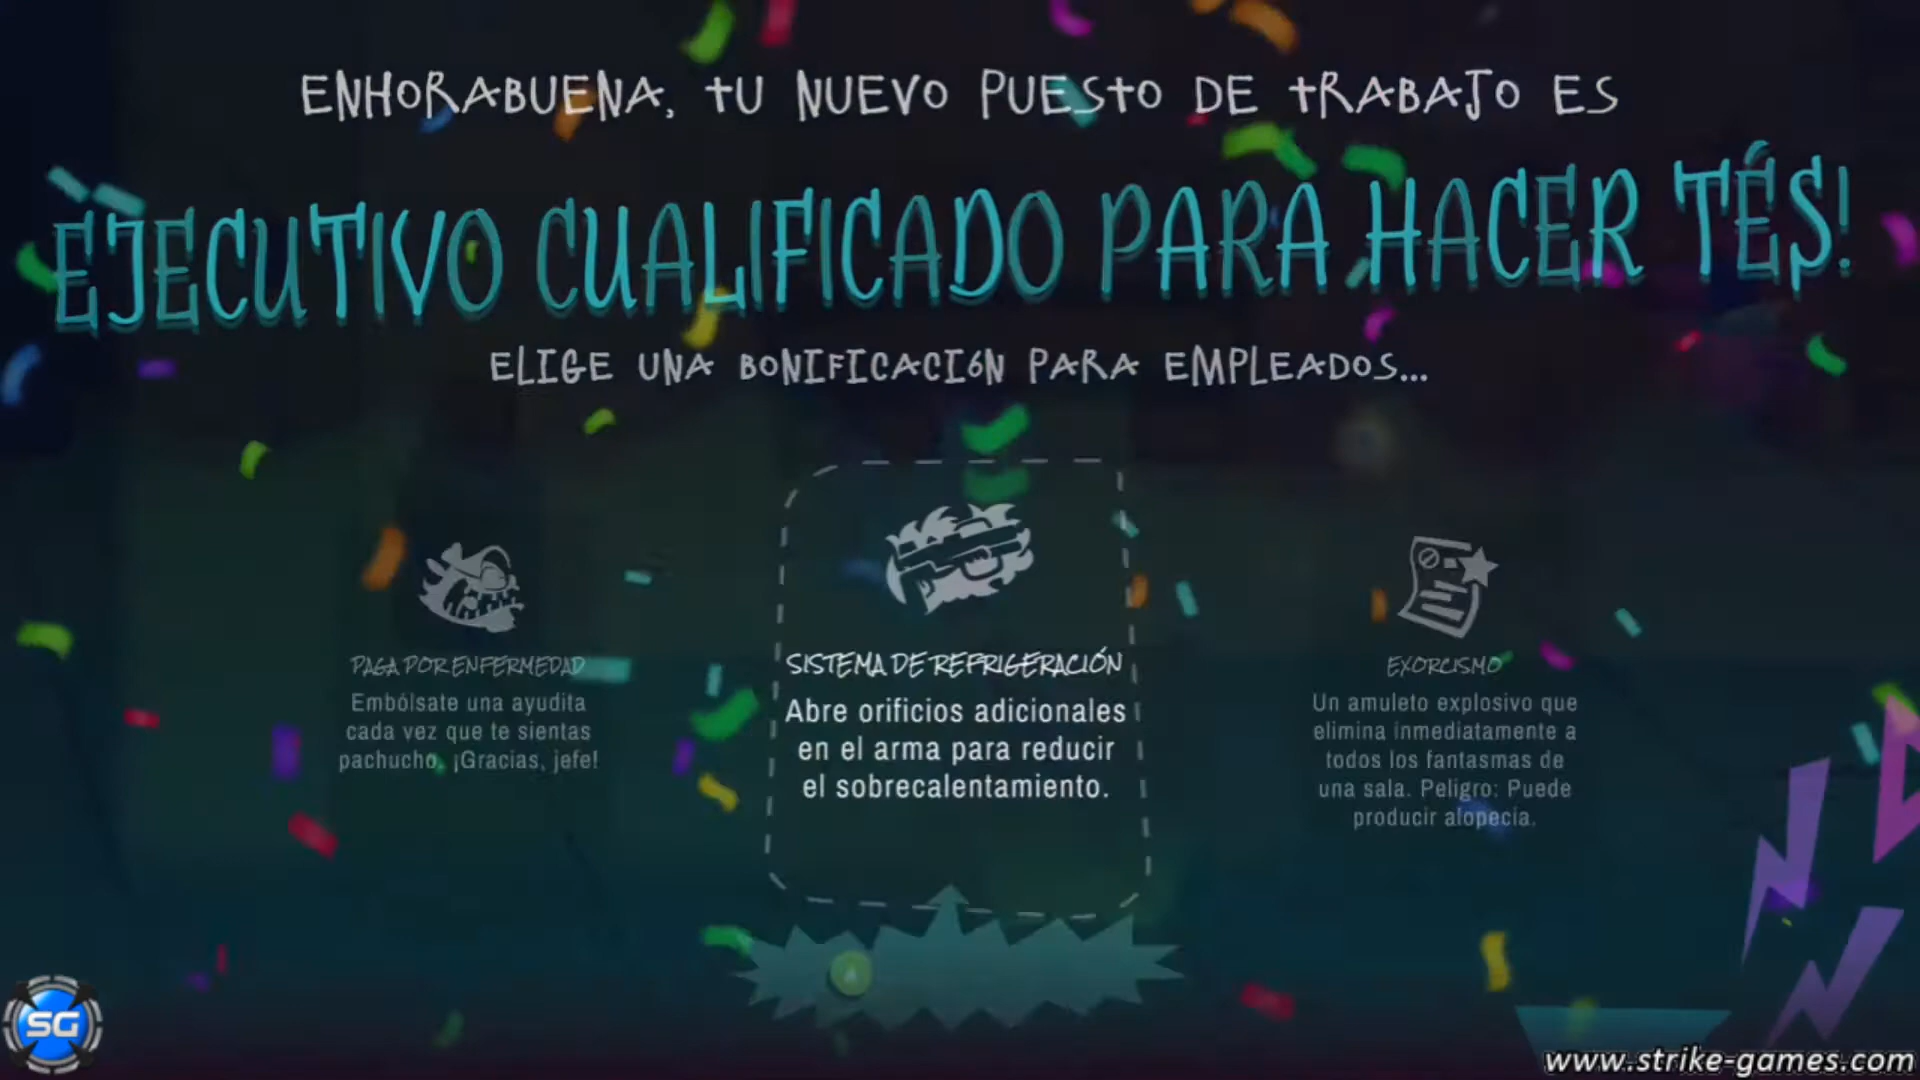 ENHORABUENA, TU NUEVO PUESTO DE TRABAJO ES
EJECUTIVO CUALIFICADO PARA HACER TÉS!
ELIGE UNA BONIFICACIÓN PARA EMPLEADOS...
PAGA POR ENFERMEDAD
Embólsate una ayudita
cada vez que te sientas
pachucho. ¡Gracias, jefe!
SISTEMA DE REFRIGERACIÓN
Abre orificios adicionales
en el arma para reducir
el sobrecalentamiento.
EXORCISMO
Un amuleto explosivo que
elimina inmediatamente a
todos los fantasmas de
una sala. Peligro: Puede
producir alopecia.
A
SG
www.strike-games.com